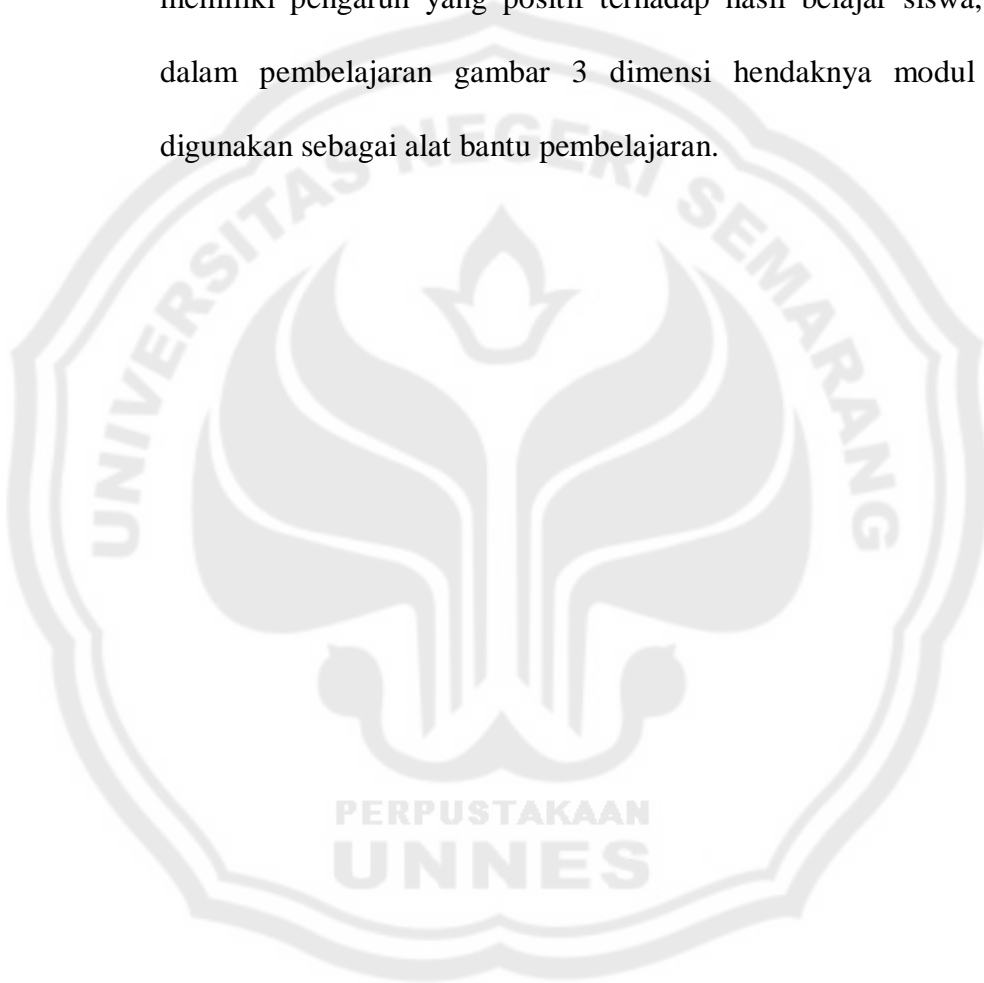 memiliki pengaruh yang positif terhadap hasil belajar siswa,
dalam pembelajaran gambar 3 dimensi hendaknya modul
digunakan sebagai alat bantu pembelajaran.
UNIVERSITAS NEGERI SEMARANG
PERPUSTAKAAN
UNNES